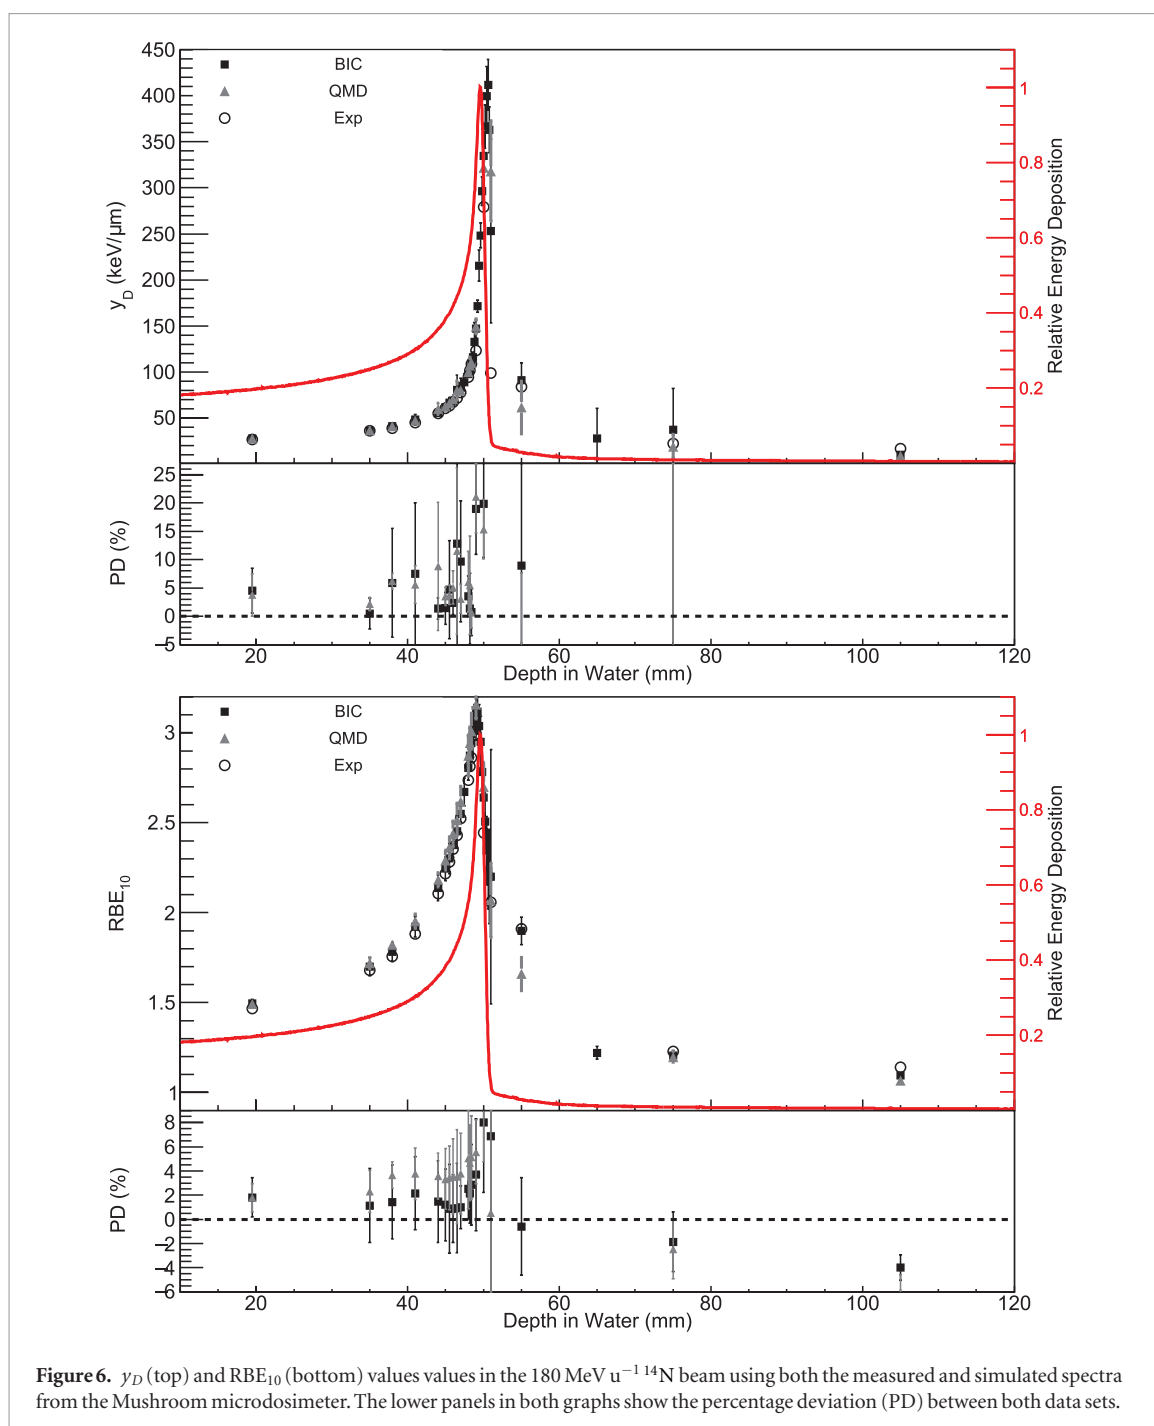 450
400
350
300
250
200
150
100
50
y_D (keV/μm)
BIC
QMD
Exp
1
0.8
0.6
0.4
0.2
Relative Energy Deposition
25
20
15
10
5
0
−5
PD (%)
20 40 60 80 100 120
Depth in Water (mm)
3
2.5
2
1.5
1
RBE_10
BIC
QMD
Exp
1
0.8
0.6
0.4
0.2
Relative Energy Deposition
8
6
4
2
0
−2
−4
−6
PD (%)
20 40 60 80 100 120
Depth in Water (mm)
Figure 6. y_D (top) and RBE_10 (bottom) values values in the 180 MeV u⁻¹ ¹⁴N beam using both the measured and simulated spectra
from the Mushroom microdosimeter. The lower panels in both graphs show the percentage deviation (PD) between both data sets.